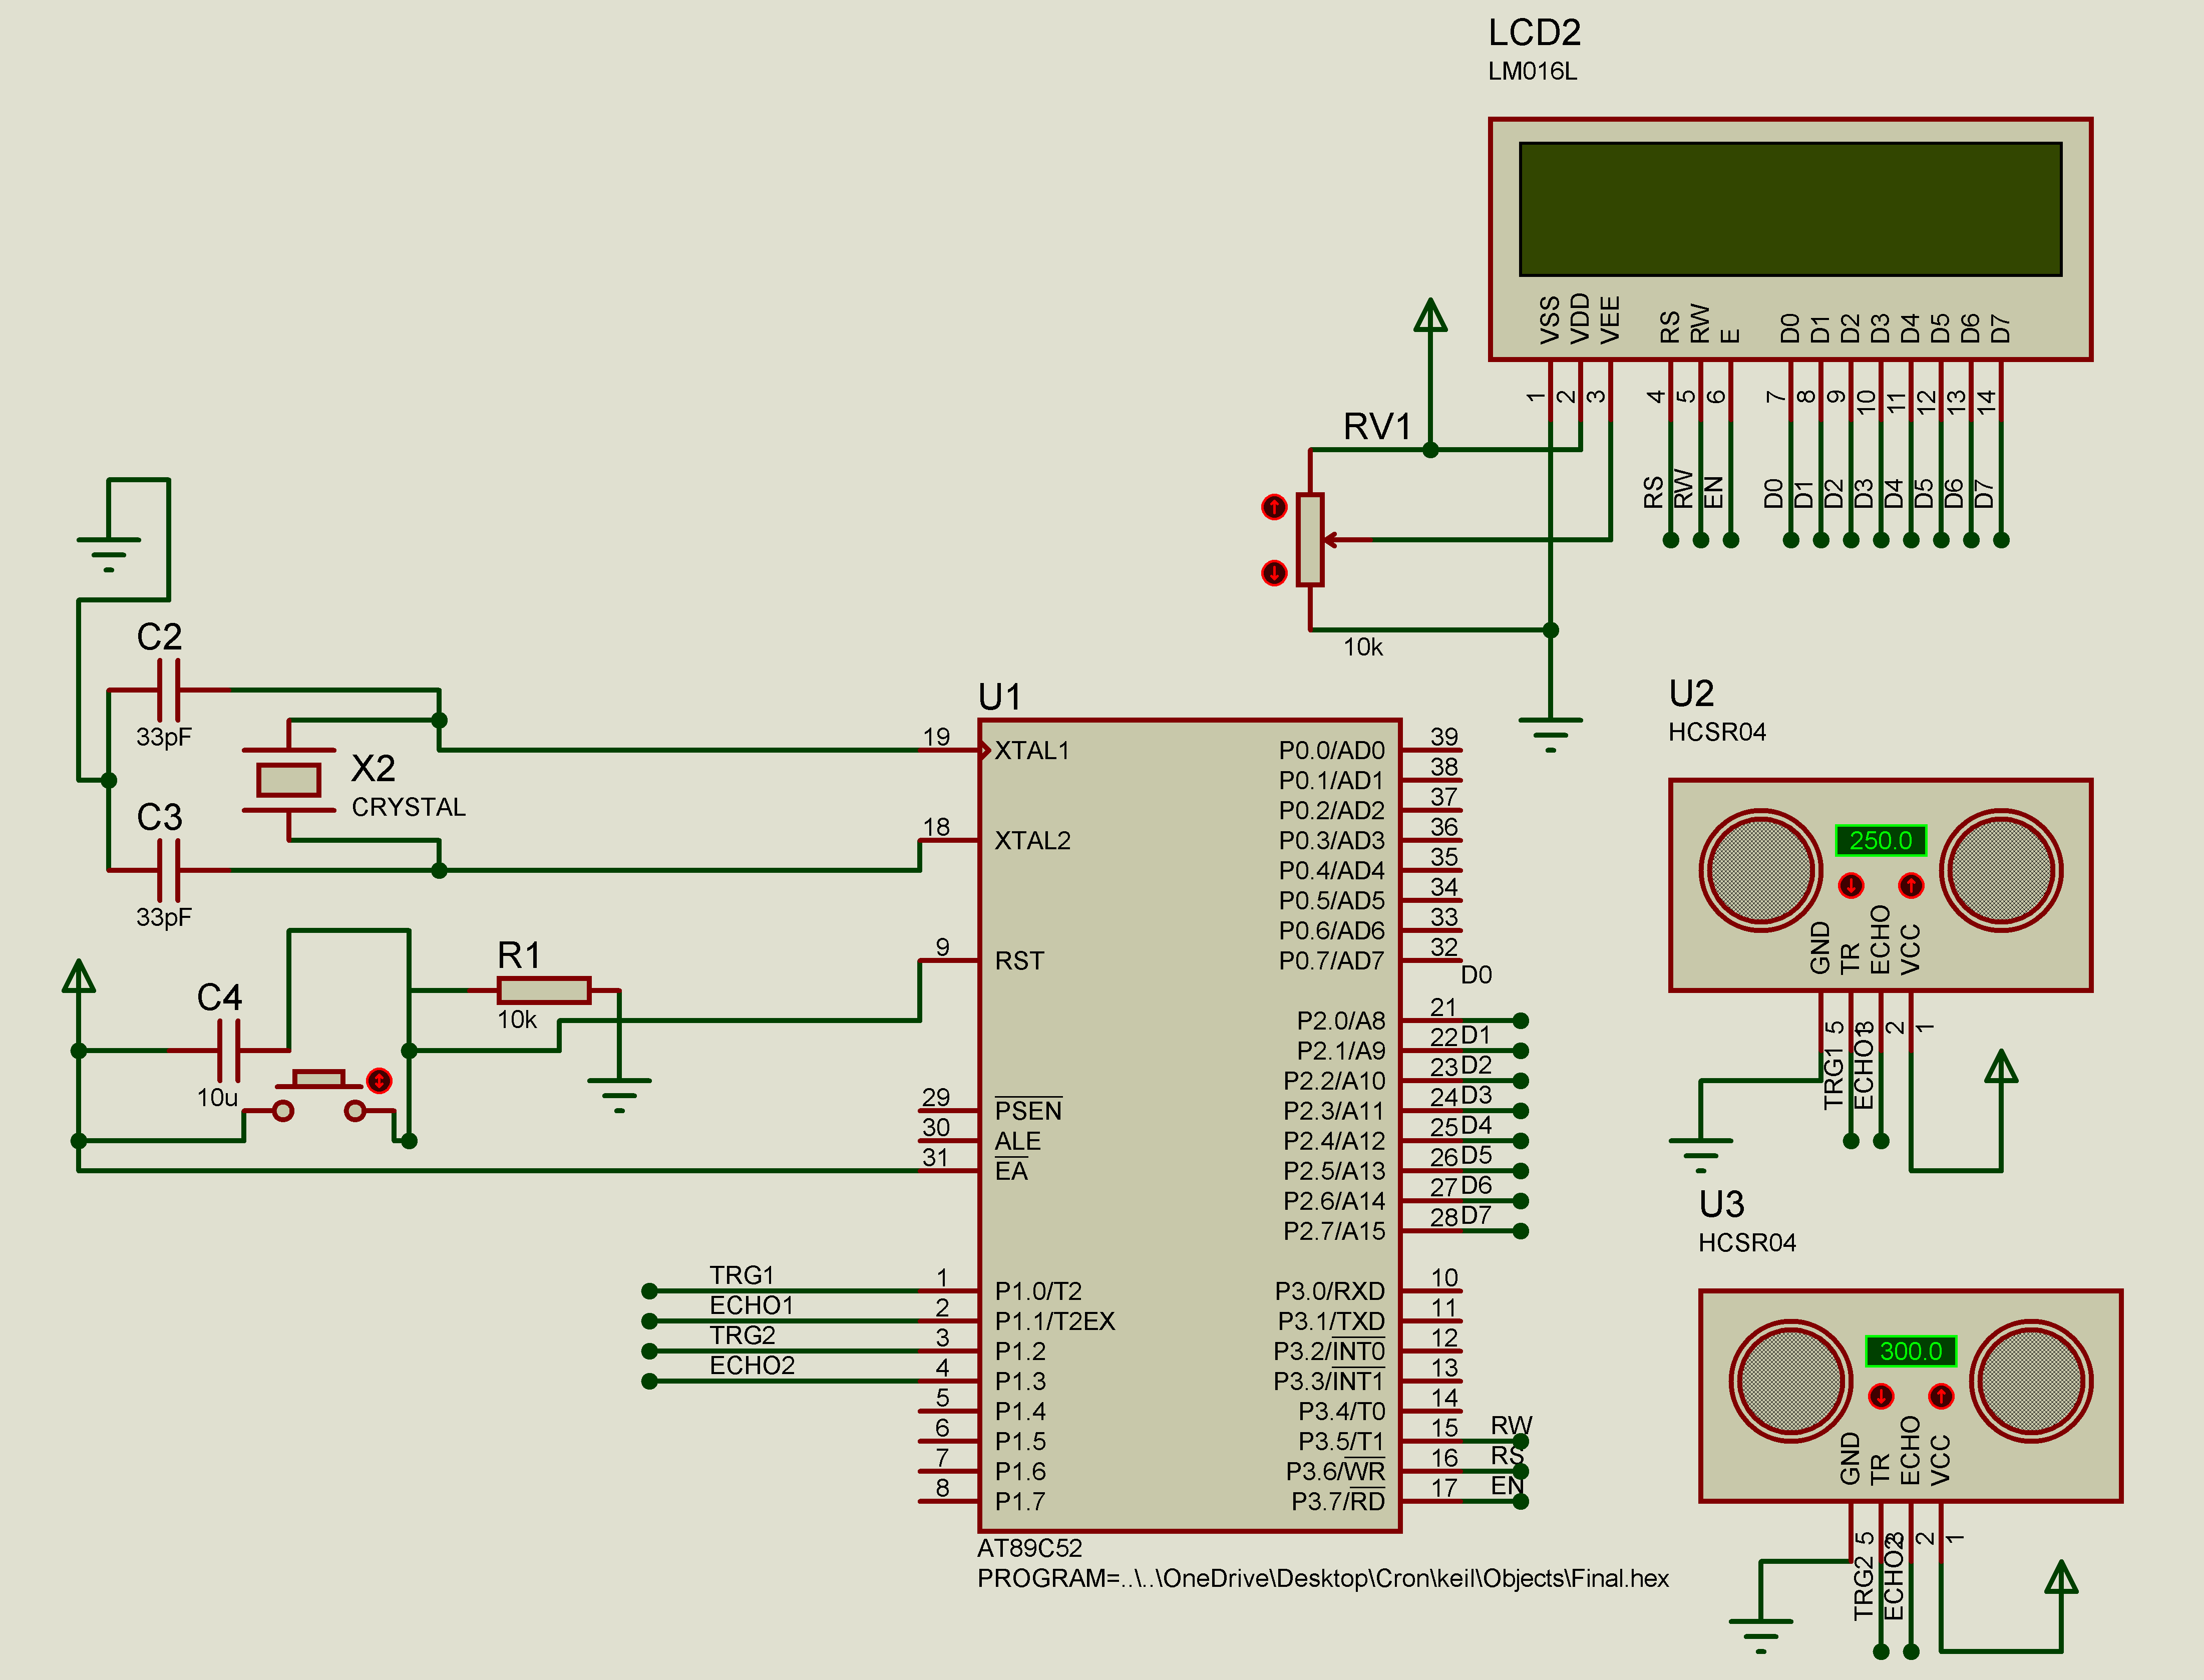 LCD2
LM016L
VSS
VDD
VEE
RS
RW
E
D0
D1
D2
D3
D4
D5
D6
D7
1
2
3
4
5
6
7
8
9
10
11
12
13
14
RS
RW
EN
D0
D1
D2
D3
D4
D5
D6
D7
RV1
10k
C2
33pF
X2
CRYSTAL
C3
33pF
C4
10u
R1
10k
U1
19 XTAL1
18 XTAL2
9 RST
29 PSEN
30 ALE
31 EA
TRG1 1 P1.0/T2
ECHO1 2 P1.1/T2EX
TRG2 3 P1.2
ECHO2 4 P1.3
5 P1.4
6 P1.5
7 P1.6
8 P1.7
P0.0/AD0 39
P0.1/AD1 38
P0.2/AD2 37
P0.3/AD3 36
P0.4/AD4 35
P0.5/AD5 34
P0.6/AD6 33
P0.7/AD7 32
D0
P2.0/A8 21
P2.1/A9 22 D1
P2.2/A10 23 D2
P2.3/A11 24 D3
P2.4/A12 25 D4
P2.5/A13 26 D5
P2.6/A14 27 D6
P2.7/A15 28 D7
P3.0/RXD 10
P3.1/TXD 11
P3.2/INT0 12
P3.3/INT1 13
P3.4/T0 14
P3.5/T1 15 RW
P3.6/WR 16 RS
P3.7/RD 17 EN
AT89C52
PROGRAM=..\..\OneDrive\Desktop\Cron\keil\Objects\Final.hex
U2
HCSR04
250.0
GND
TR
ECHO
VCC
5
3
2
1
TRG1
ECHO1
U3
HCSR04
300.0
GND
TR
ECHO
VCC
5
3
2
1
TRG2
ECHO2